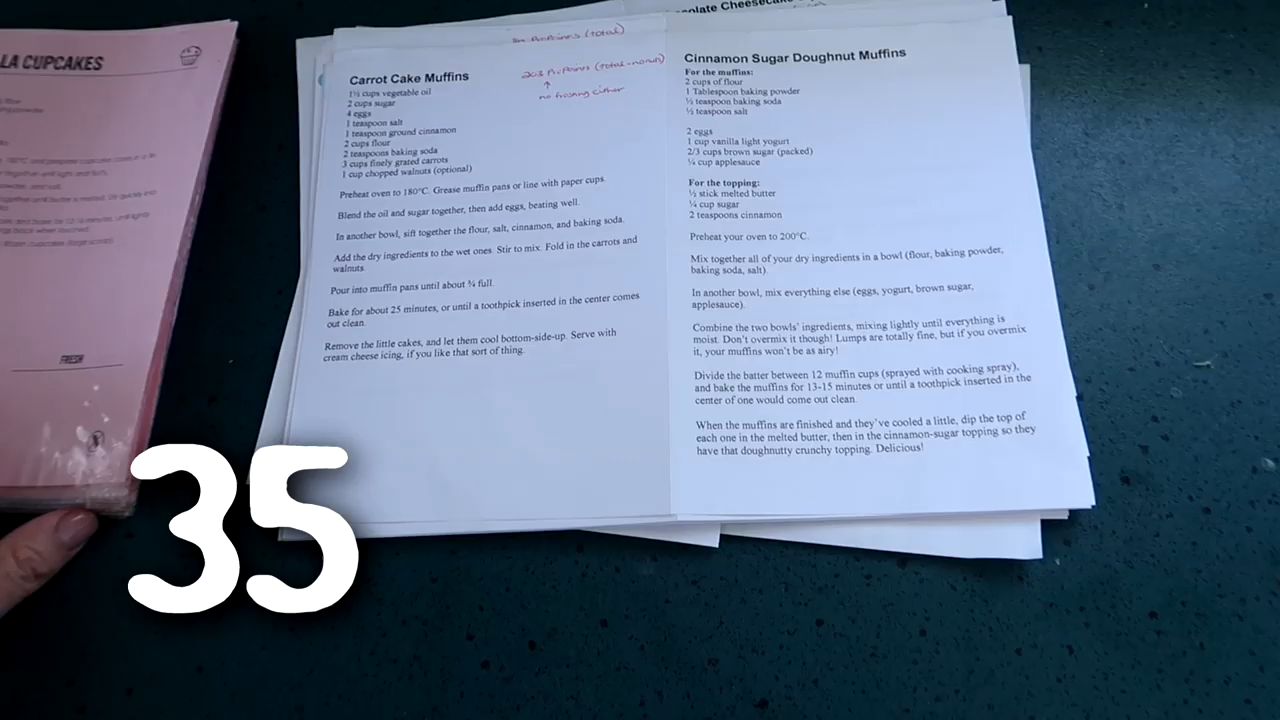 LA CUPCAKES
FRESH
olate Cheesecake
(total)
Carrot Cake Muffins
203 ProPoints (total - no nuts)
no frosting either
1½ cups vegetable oil
2 cups sugar
4 eggs
1 teaspoon salt
1 teaspoon ground cinnamon
2 cups flour
2 teaspoons baking soda
3 cups finely grated carrots
1 cup chopped walnuts (optional)
Preheat oven to 180°C. Grease muffin pans or line with paper cups.
Blend the oil and sugar together, then add eggs, beating well.
In another bowl, sift together the flour, salt, cinnamon, and baking soda.
Add the dry ingredients to the wet ones. Stir to mix. Fold in the carrots and
walnuts.
Pour into muffin pans until about ¾ full.
Bake for about 25 minutes, or until a toothpick inserted in the center comes
out clean.
Remove the little cakes, and let them cool bottom-side-up. Serve with
cream cheese icing, if you like that sort of thing.
Cinnamon Sugar Doughnut Muffins
For the muffins:
2 cups of flour
1 Tablespoon baking powder
½ teaspoon baking soda
½ teaspoon salt
2 eggs
1 cup vanilla light yogurt
2/3 cups brown sugar (packed)
¼ cup applesauce
For the topping:
½ stick melted butter
¼ cup sugar
2 teaspoons cinnamon
Preheat your oven to 200°C.
Mix together all of your dry ingredients in a bowl (flour, baking powder,
baking soda, salt).
In another bowl, mix everything else (eggs, yogurt, brown sugar,
applesauce).
Combine the two bowls' ingredients, mixing lightly until everything is
moist. Don't overmix it though! Lumps are totally fine, but if you overmix
it, your muffins won't be as airy!
Divide the batter between 12 muffin cups (sprayed with cooking spray),
and bake the muffins for 13-15 minutes or until a toothpick inserted in the
center of one would come out clean.
When the muffins are finished and they've cooled a little, dip the top of
each one in the melted butter, then in the cinnamon-sugar topping so they
have that doughnutty crunchy topping. Delicious!
35